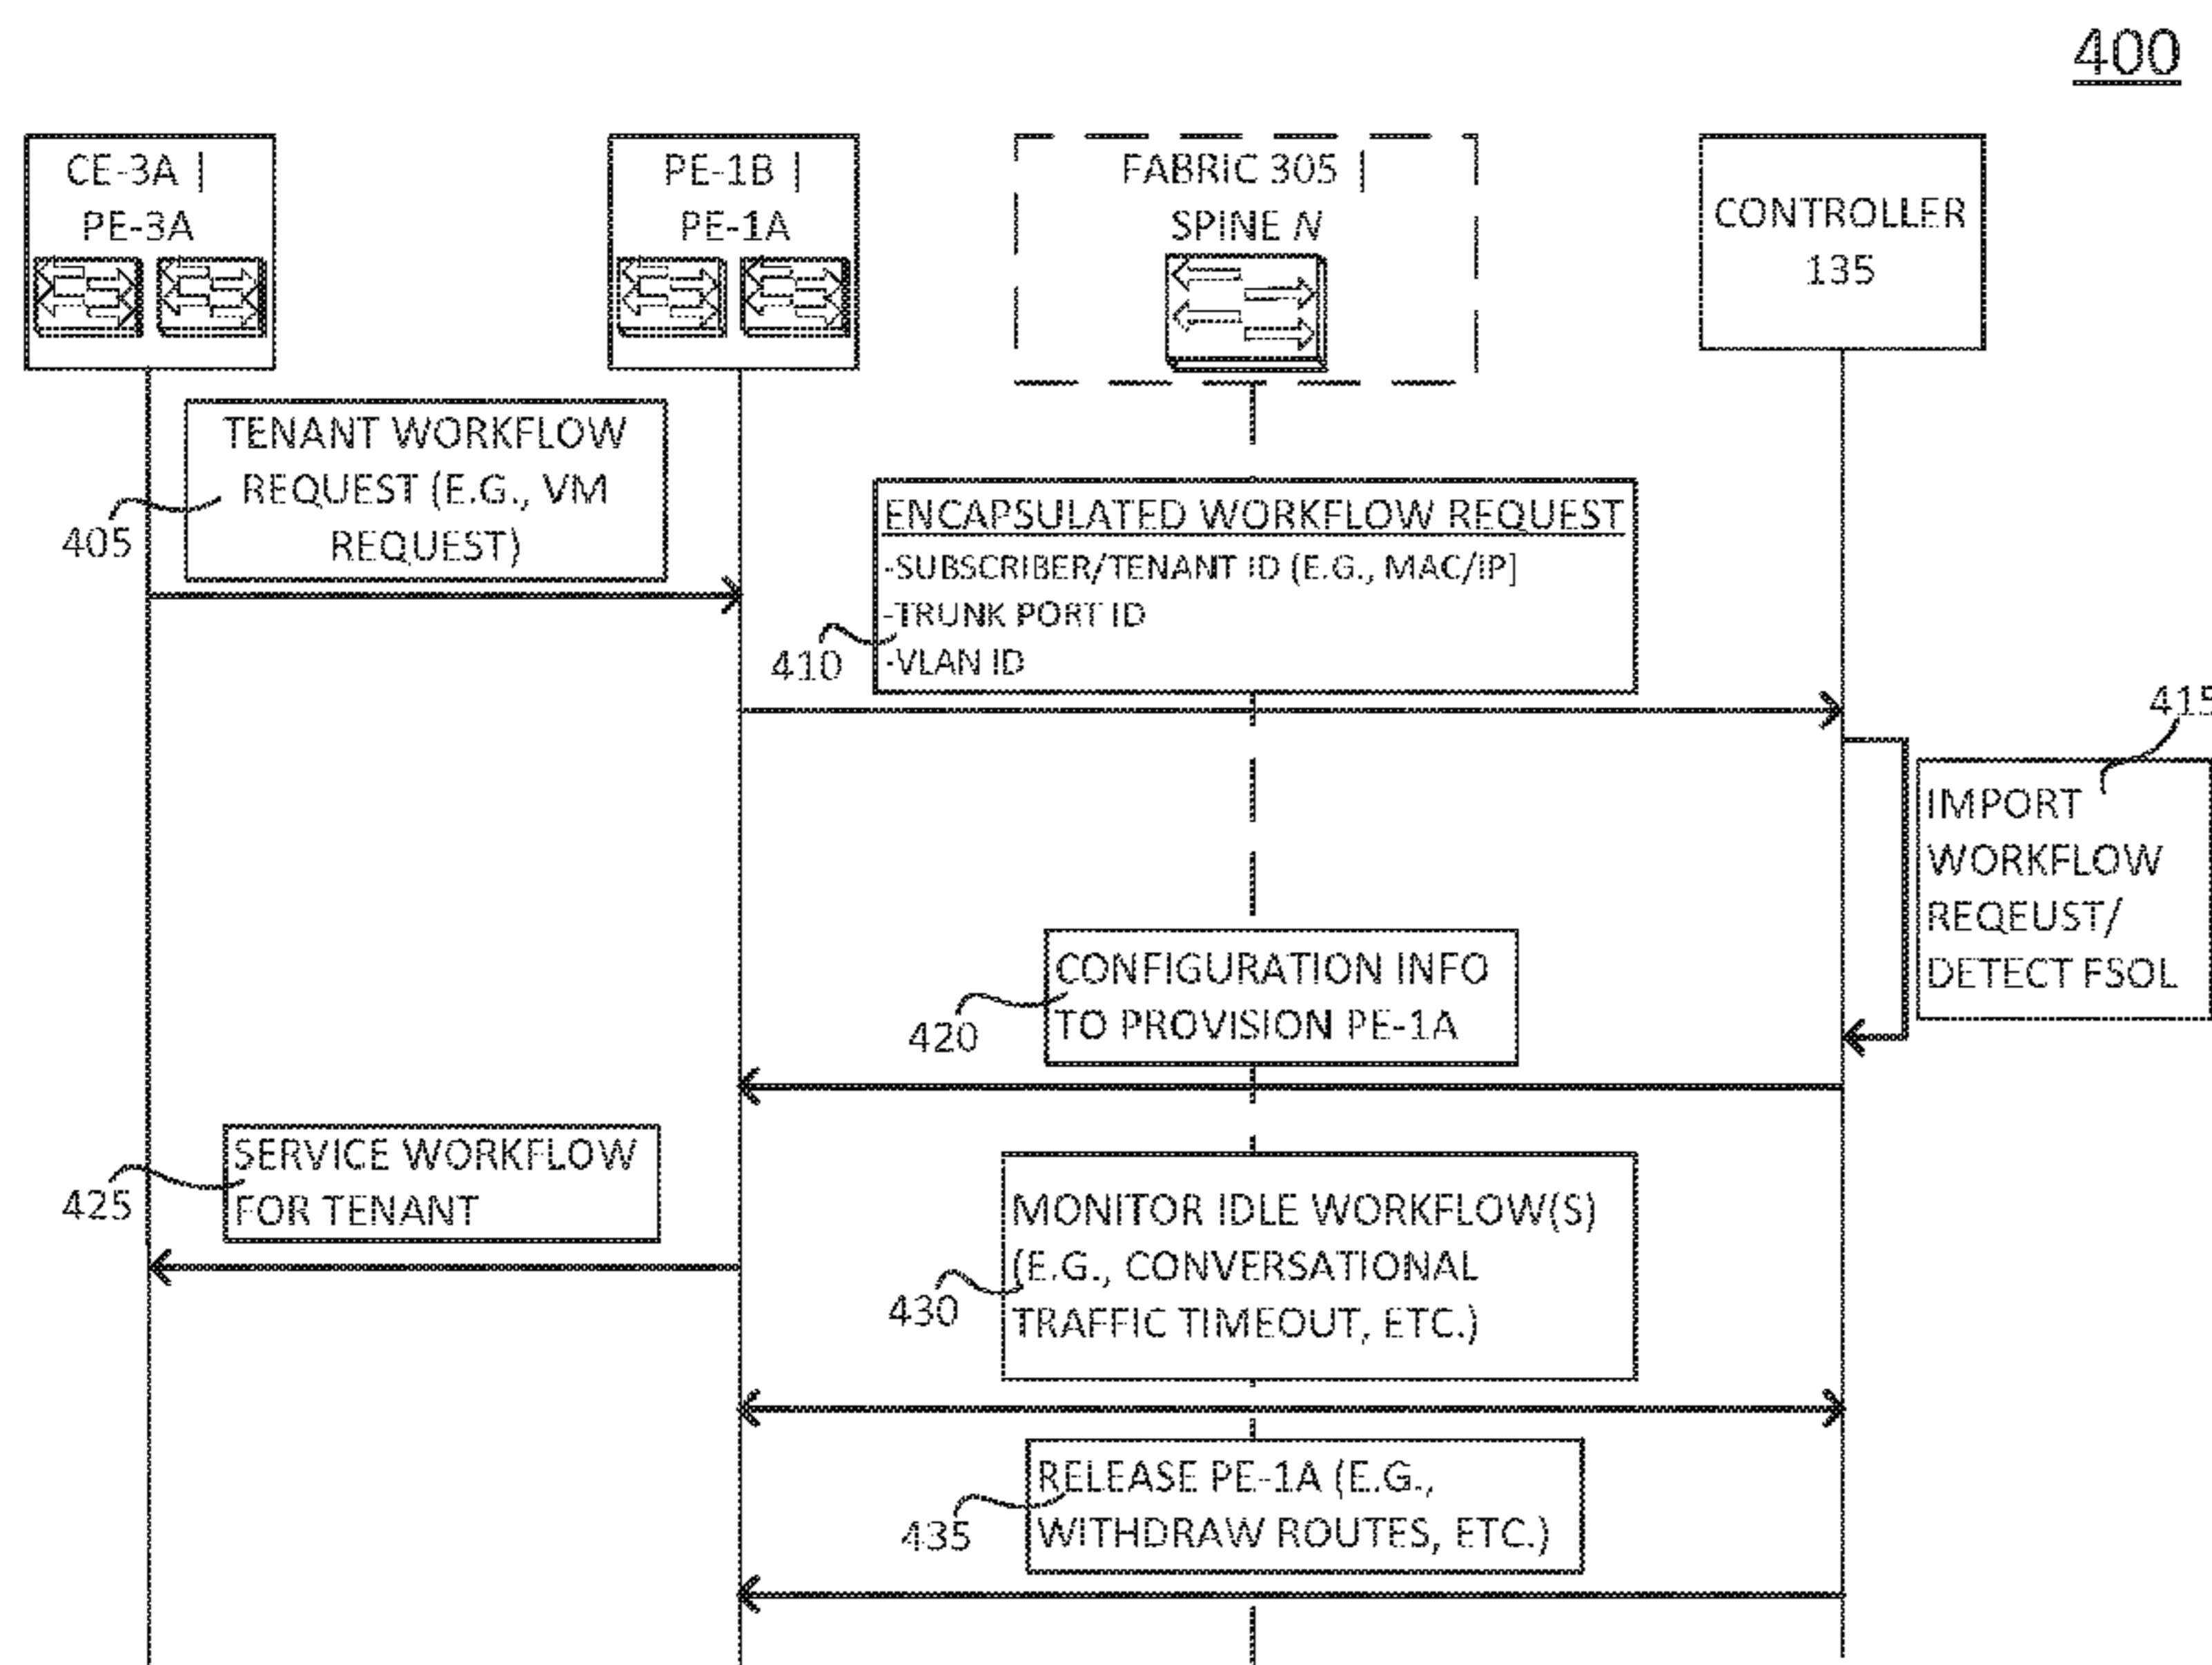 400
CE-3A |
PE-3A
PE-1B |
PE-1A
FABRIC 305 |
SPINE N
CONTROLLER
135
TENANT WORKFLOW
REQUEST (E.G., VM
REQUEST)
405
ENCAPSULATED WORKFLOW REQUEST
-SUBSCRIBER/TENANT ID (E.G., MAC/IP]
-TRUNK PORT ID
-VLAN ID
410
415
IMPORT
WORKFLOW
REQEUST/
DETECT FSOL
CONFIGURATION INFO
TO PROVISION PE-1A
420
SERVICE WORKFLOW
FOR TENANT
425
MONITOR IDLE WORKFLOW(S)
(E.G., CONVERSATIONAL
TRAFFIC TIMEOUT, ETC.)
430
RELEASE PE-1A (E.G.,
WITHDRAW ROUTES, ETC.)
435